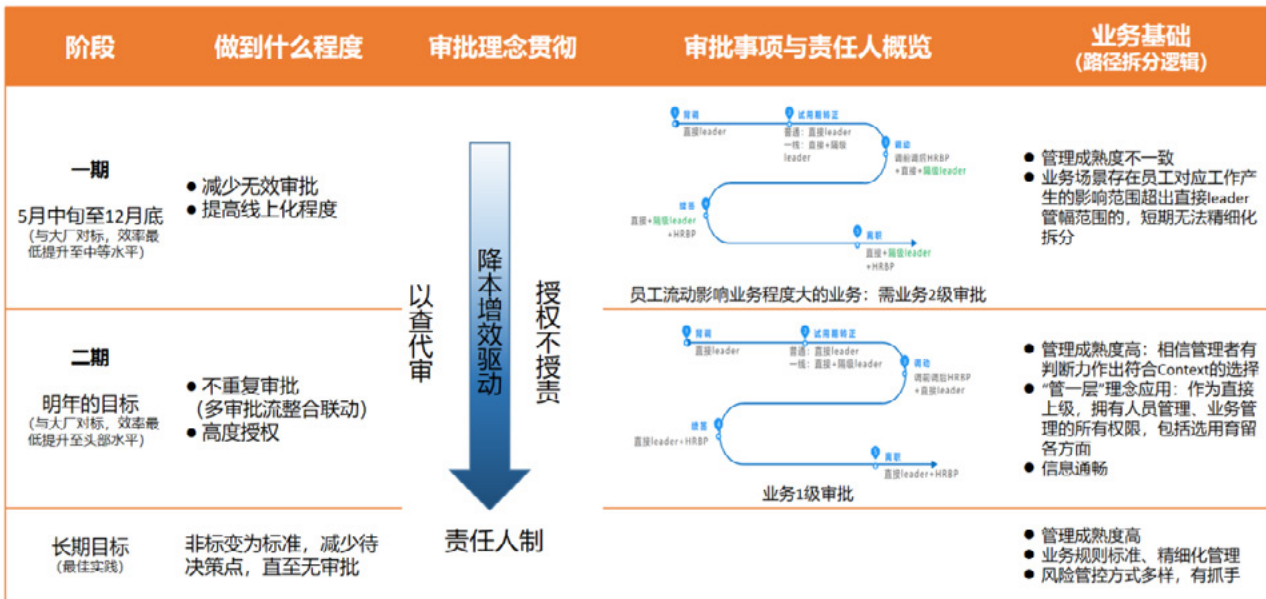 阶段
做到什么程度
审批理念贯彻
审批事项与责任人概览
业务基础
(路径拆分逻辑)
一期
5月中旬至12月底
(与大厂对标，效率最
低提升至中等水平)
● 减少无效审批
● 提高线上化程度
以查代审
降本增效驱动
授权不授责
责任人制
1 背调
直接leader
2 试用期转正
普通：直接leader
一线：直接+隔级
leader
3 调动
调前调后HRBP
+直接+隔级leader
4 续签
直接+隔级leader
+HRBP
5 离职
直接+隔级leader
+HRBP
员工流动影响业务程度大的业务：需业务2级审批
● 管理成熟度不一致
● 业务场景存在员工对应工作产
生的影响范围超出直接leader
管幅范围的，短期无法精细化
拆分
二期
明年的目标
(与大厂对标，效率最
低提升至头部水平)
● 不重复审批
(多审批流整合联动)
● 高度授权
1 背调
直接leader
2 试用期转正
普通：直接leader
一线：直接+隔级leader
3 调动
调前调后HRBP
+直接leader
4 续签
直接leader+HRBP
5 离职
直接leader+HRBP
业务1级审批
● 管理成熟度高：相信管理者有
判断力作出符合Context的选择
● “管一层”理念应用：作为直接
上级，拥有人员管理、业务管
理的所有权限，包括选用育留
各方面
● 信息通畅
长期目标
(最佳实践)
非标变为标准，减少待
决策点，直至无审批
● 管理成熟度高
● 业务规则标准、精细化管理
● 风险管控方式多样，有抓手